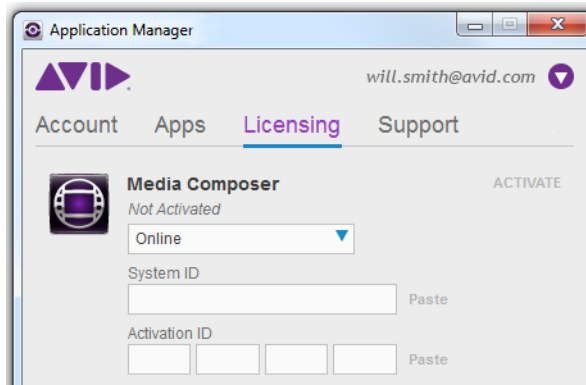 Application Manager
AVID will.smith@avid.com
Account Apps Licensing Support
Media Composer ACTIVATE
Not Activated
Online
System ID
Paste
Activation ID
Paste